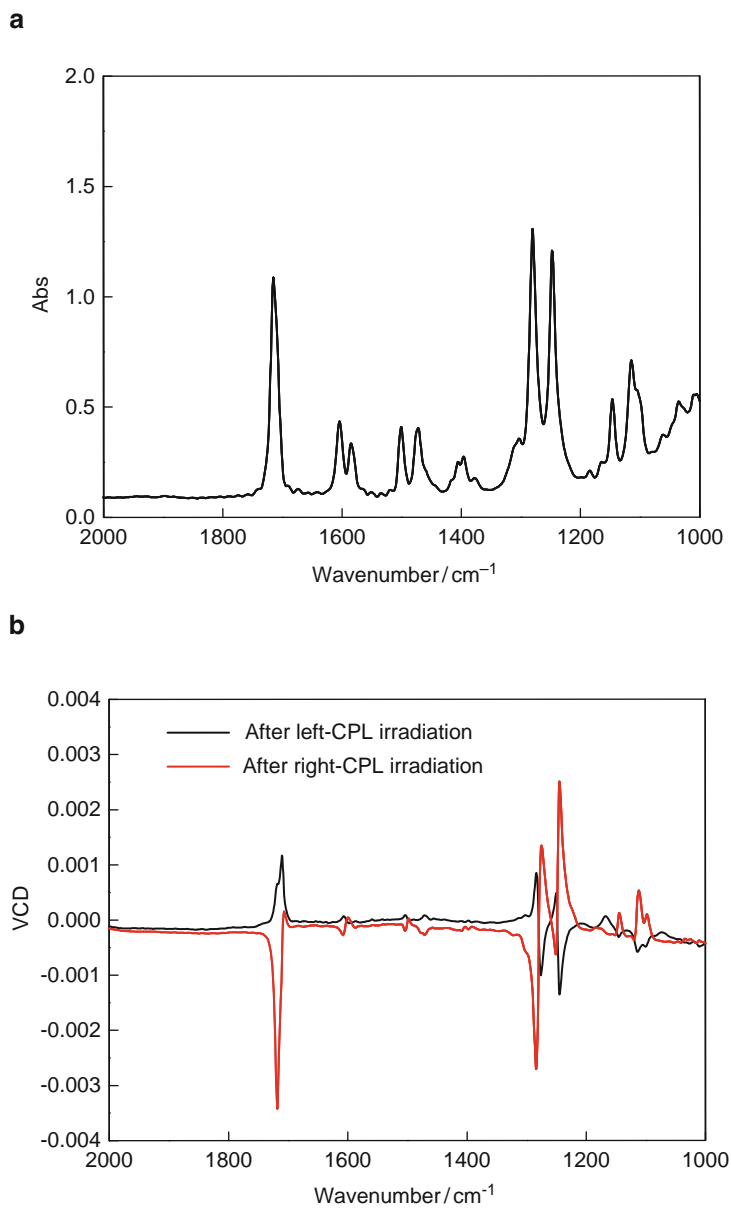 a
2.0
1.5
1.0
0.5
0.0
Abs
2000 1800 1600 1400 1200 1000
Wavenumber/cm⁻¹
b
0.004
0.003
0.002
0.001
0.000
-0.001
-0.002
-0.003
-0.004
VCD
After left-CPL irradiation
After right-CPL irradiation
2000 1800 1600 1400 1200 1000
Wavenumber/cm⁻¹